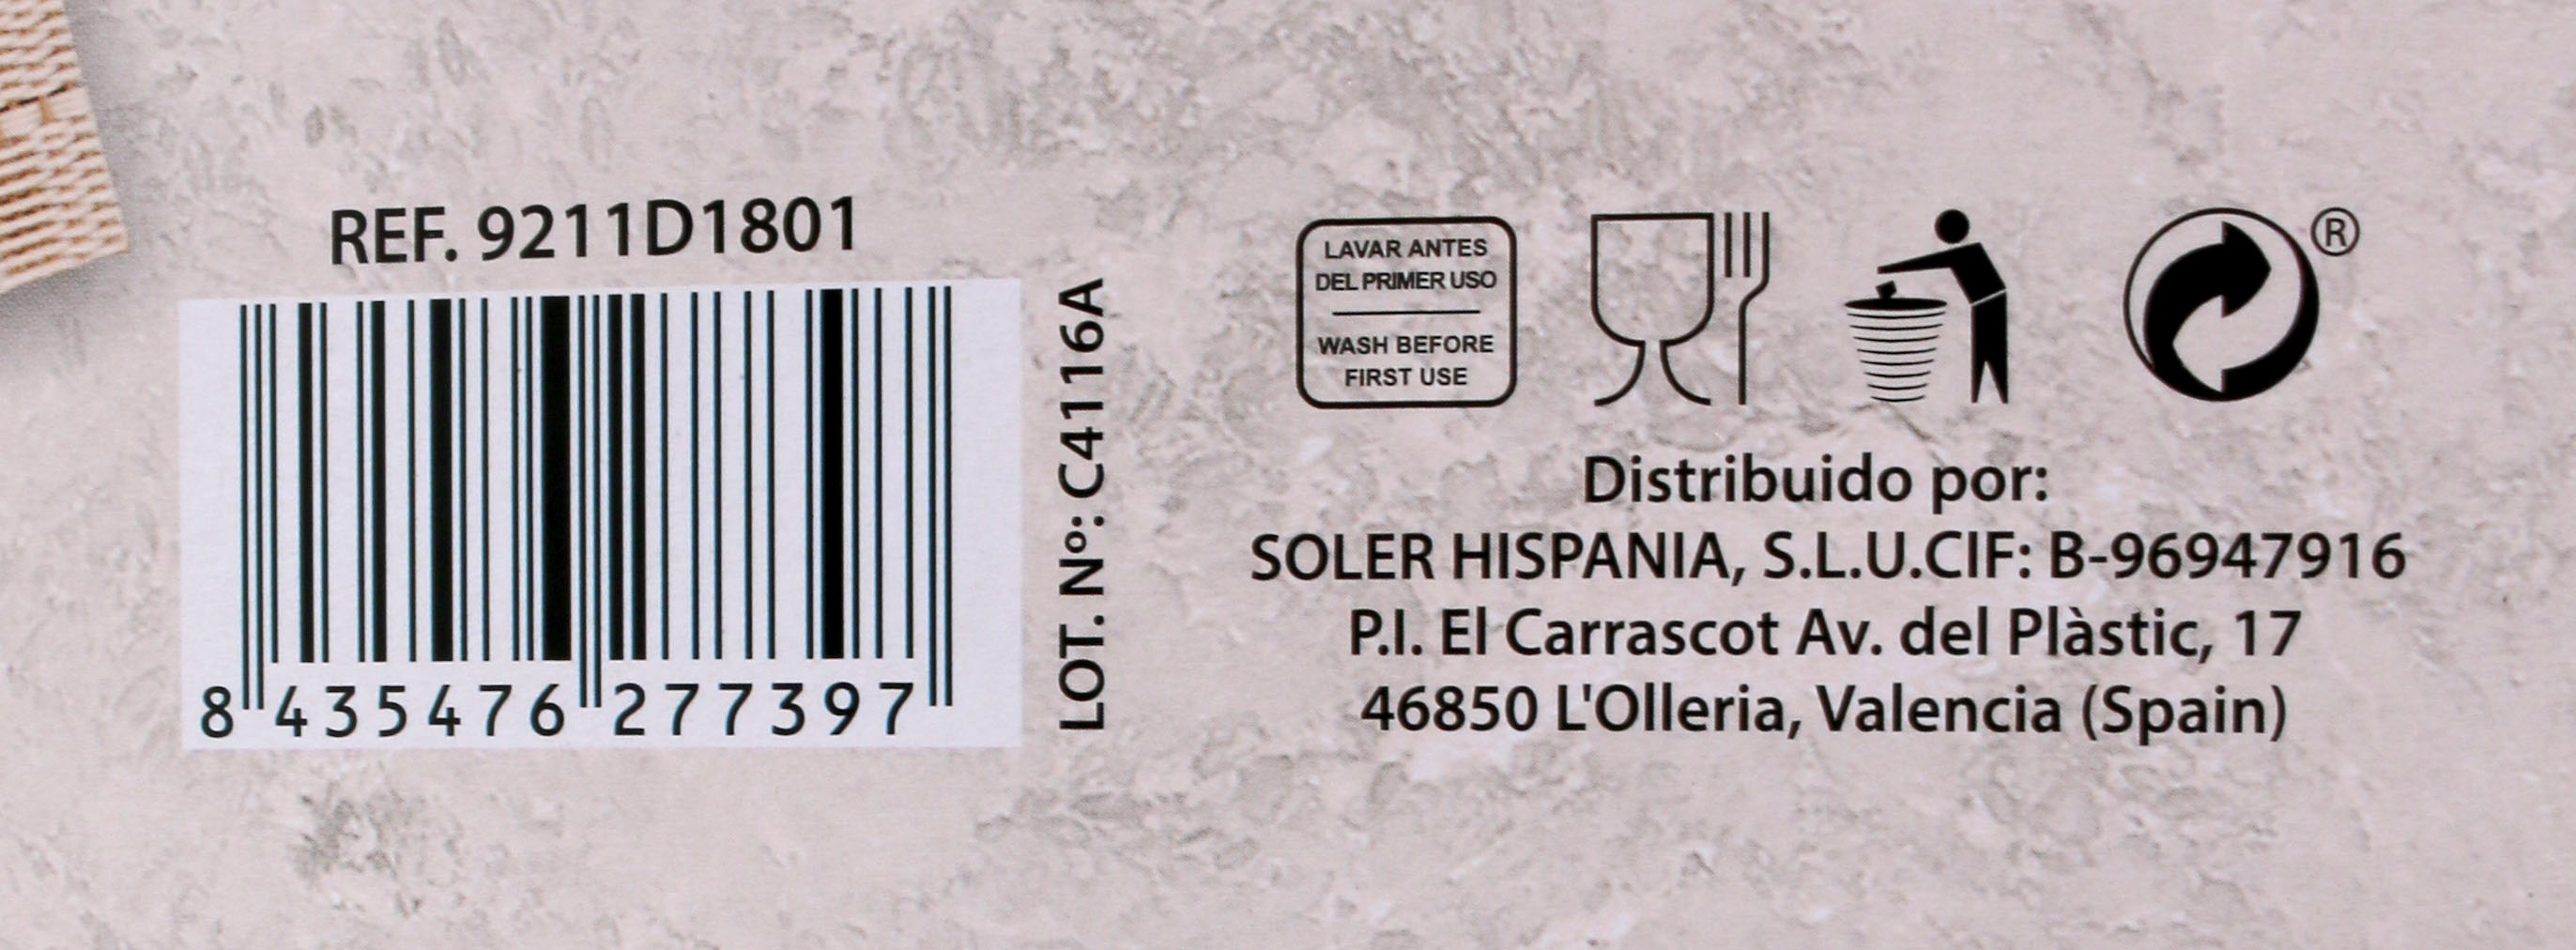 REF. 9211D1801
8 435476 277397
LOT. Nº: C4116A
LAVAR ANTES
DEL PRIMER USO
WASH BEFORE
FIRST USE
®
Distribuido por:
SOLER HISPANIA, S.L.U.CIF: B-96947916
P.I. El Carrascot Av. del Plàstic, 17
46850 L'Olleria, Valencia (Spain)